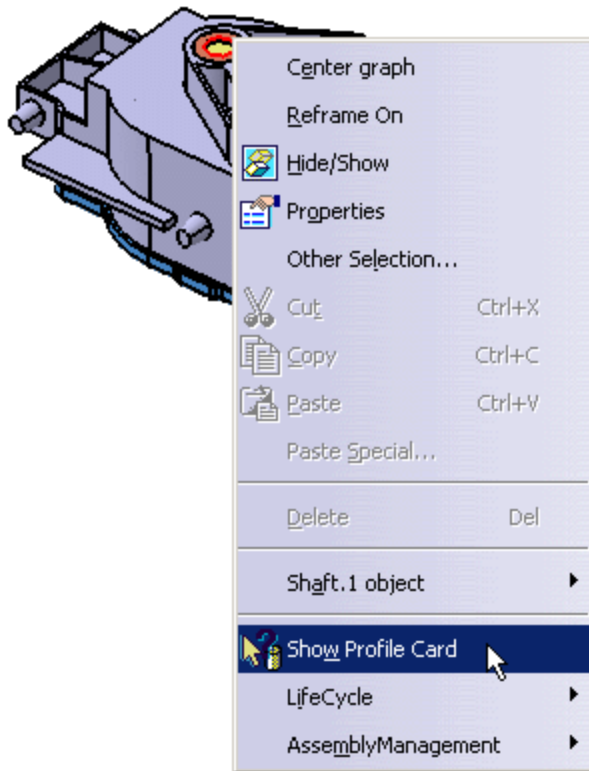 Center graph
Reframe On
Hide/Show
Properties
Other Selection...
Cut Ctrl+X
Copy Ctrl+C
Paste Ctrl+V
Paste Special...
Delete Del
Shaft.1 object
Show Profile Card
LifeCycle
AssemblyManagement